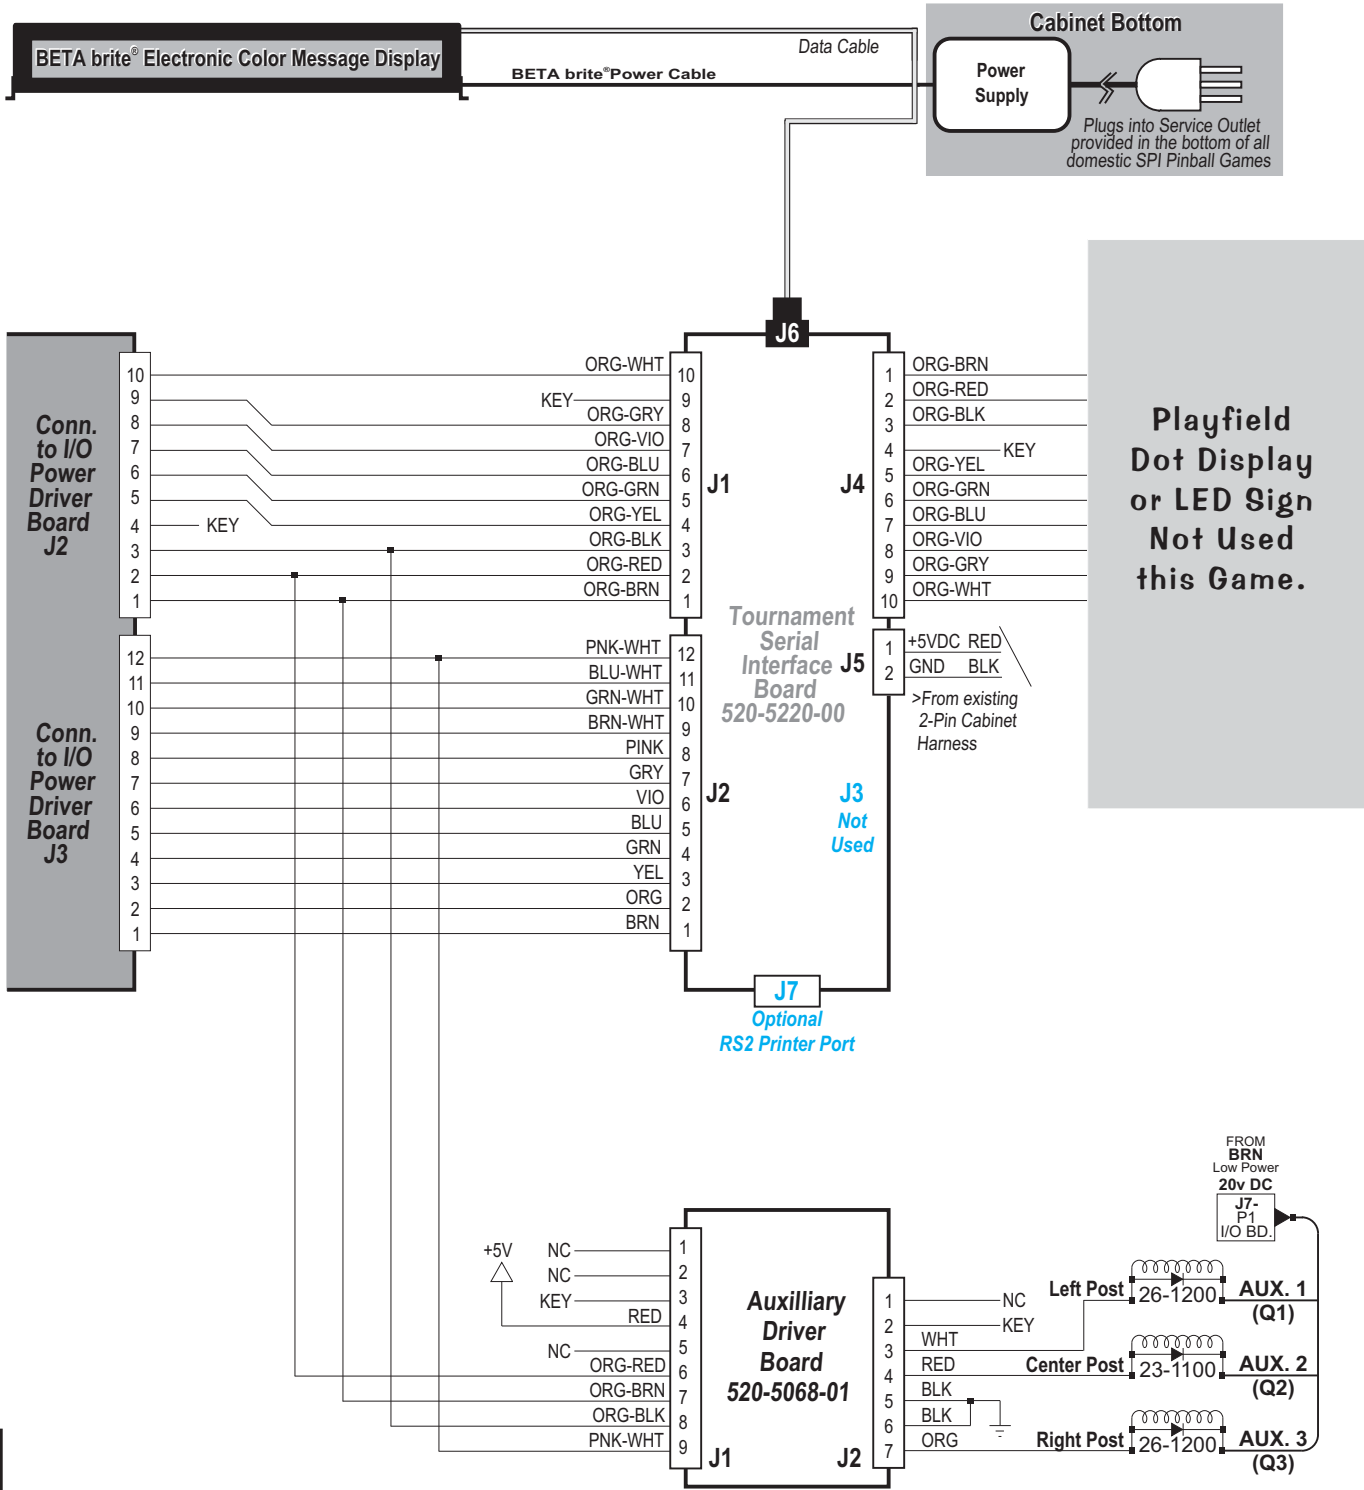 BETA brite® Electronic Color Message Display
Data Cable
BETA brite® Power Cable
Cabinet Bottom
Power
Supply
Plugs into Service Outlet
provided in the bottom of all
domestic SPI Pinball Games
J6
Conn.
to I/O
Power
Driver
Board
J2
10
9
8
7
6
5
4
3
2
1
KEY
ORG-WHT
KEY
ORG-GRY
ORG-VIO
ORG-BLU
ORG-GRN
ORG-YEL
ORG-BLK
ORG-RED
ORG-BRN
10
9
8
7
6
5
4
3
2
1
J1
J4
1
2
3
4
5
6
7
8
9
10
ORG-BRN
ORG-RED
ORG-BLK
KEY
ORG-YEL
ORG-GRN
ORG-BLU
ORG-VIO
ORG-GRY
ORG-WHT
Playfield
Dot Display
or LED Sign
Not Used
this Game.
Tournament
Serial
Interface
Board
520-5220-00
J5
1
2
+5VDC RED
GND BLK
>From existing
2-Pin Cabinet
Harness
Conn.
to I/O
Power
Driver
Board
J3
12
11
10
9
8
7
6
5
4
3
2
1
PNK-WHT
BLU-WHT
GRN-WHT
BRN-WHT
PINK
GRY
VIO
BLU
GRN
YEL
ORG
BRN
12
11
10
9
8
7
6
5
4
3
2
1
J2
J3
Not
Used
J7
Optional
RS2 Printer Port
FROM
BRN
Low Power
20v DC
J7-
P1
I/O BD.
+5V
NC
NC
KEY
RED
NC
ORG-RED
ORG-BRN
ORG-BLK
PNK-WHT
1
2
3
4
5
6
7
8
9
J1
Auxilliary
Driver
Board
520-5068-01
J2
1
2
3
4
5
6
7
NC
KEY
WHT
RED
BLK
BLK
ORG
Left Post
26-1200
AUX. 1
(Q1)
Center Post
23-1100
AUX. 2
(Q2)
Right Post
26-1200
AUX. 3
(Q3)